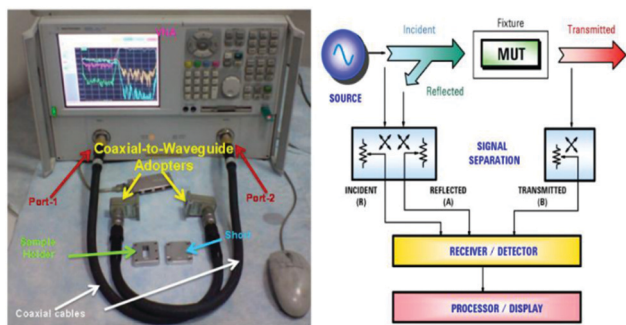 Coaxial-to-Waveguide
Adopters
Port-1
Port-2
Sample
Holder
Short
Coaxial cables
Incident
Fixture
Transmitted
MUT
SOURCE
Reflected
SIGNAL
SEPARATION
INCIDENT
(R)
REFLECTED
(A)
TRANSMITTED
(B)
RECEIVER / DETECTOR
PROCESSOR / DISPLAY